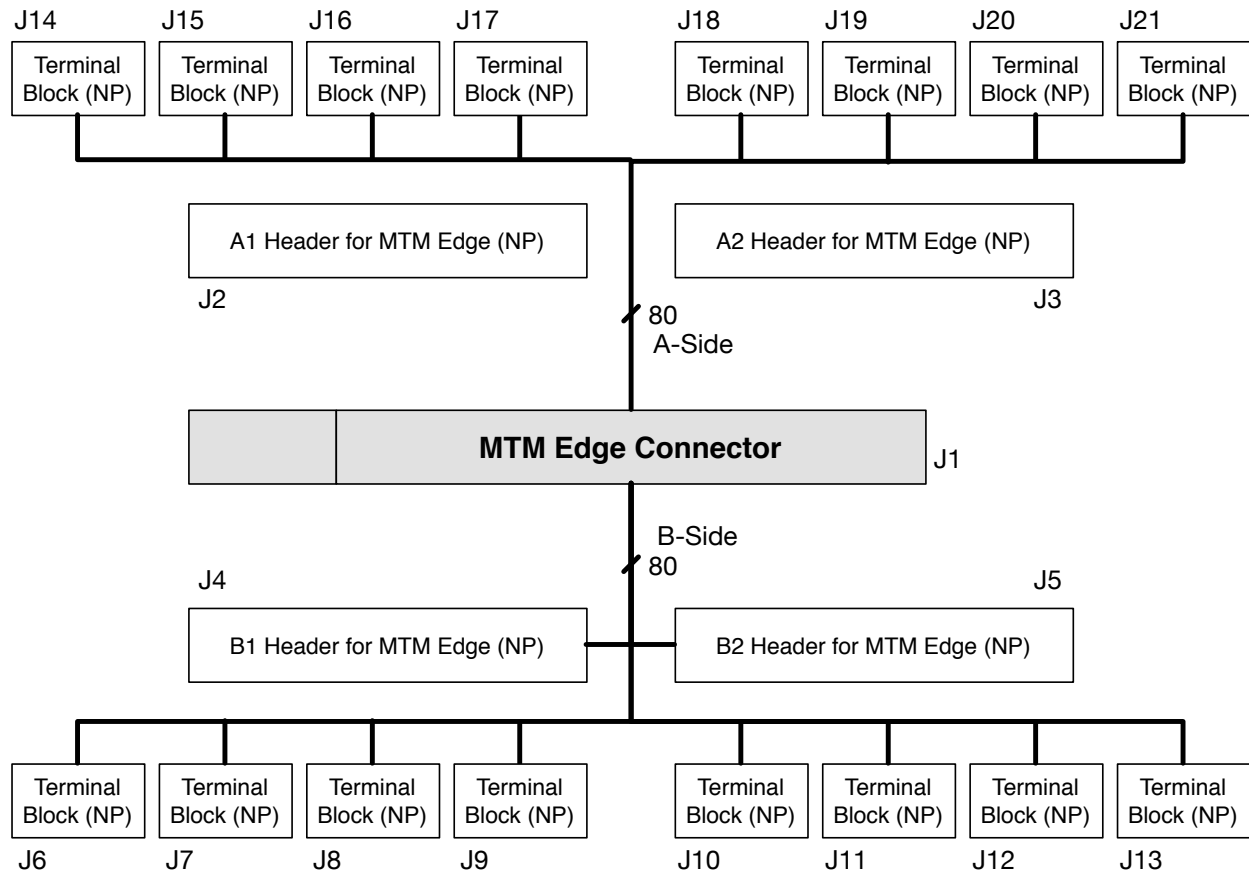 J14 J15 J16 J17 J18 J19 J20 J21
Terminal Block (NP)
Terminal Block (NP)
Terminal Block (NP)
Terminal Block (NP)
Terminal Block (NP)
Terminal Block (NP)
Terminal Block (NP)
Terminal Block (NP)
A1 Header for MTM Edge (NP)
A2 Header for MTM Edge (NP)
J2
J3
80
A-Side
MTM Edge Connector
J1
B-Side
80
J4
J5
B1 Header for MTM Edge (NP)
B2 Header for MTM Edge (NP)
Terminal Block (NP)
Terminal Block (NP)
Terminal Block (NP)
Terminal Block (NP)
Terminal Block (NP)
Terminal Block (NP)
Terminal Block (NP)
Terminal Block (NP)
J6 J7 J8 J9 J10 J11 J12 J13